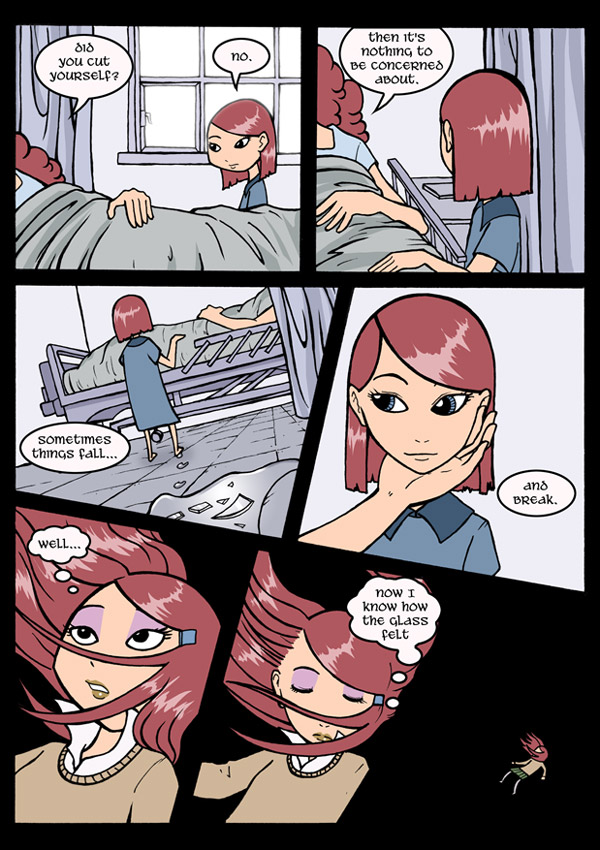 did
you cut
yourself?
no.
then it's
nothing to
be concerned
about.
sometimes
things fall...
and
break.
well...
now I
know how
the glass
felt